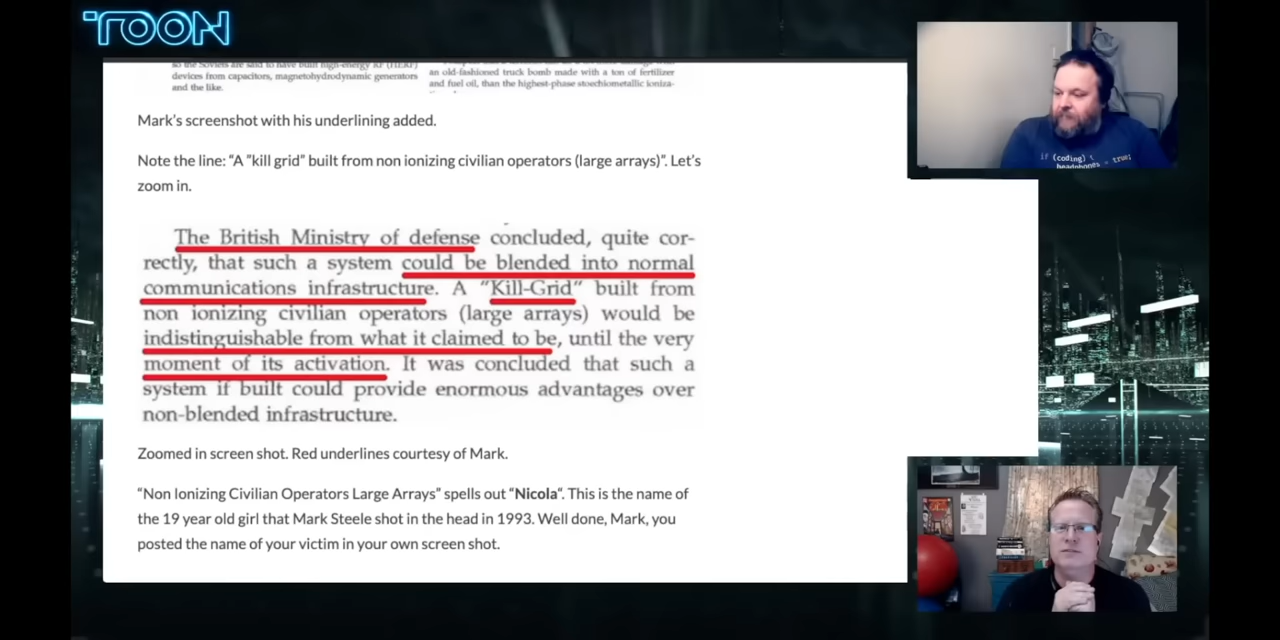 TOON
so the Soviets are said to have built high-energy RF (HERF)
devices from capacitors, magnetohydrodynamic generators
and the like.
an old-fashioned truck bomb made with a ton of fertilizer
and fuel oil, than the highest-phase stoechiometallic ioniza-
Mark's screenshot with his underlining added.
Note the line: “A ”kill grid” built from non ionizing civilian operators (large arrays)”. Let's
zoom in.
The British Ministry of defense concluded, quite cor-
rectly, that such a system could be blended into normal
communications infrastructure. A “Kill-Grid” built from
non ionizing civilian operators (large arrays) would be
indistinguishable from what it claimed to be, until the very
moment of its activation. It was concluded that such a
system if built could provide enormous advantages over
non-blended infrastructure.
Zoomed in screen shot. Red underlines courtesy of Mark.
“Non Ionizing Civilian Operators Large Arrays” spells out “Nicola“. This is the name of
the 19 year old girl that Mark Steele shot in the head in 1993. Well done, Mark, you
posted the name of your victim in your own screen shot.
if (coding) {
headphones = true;